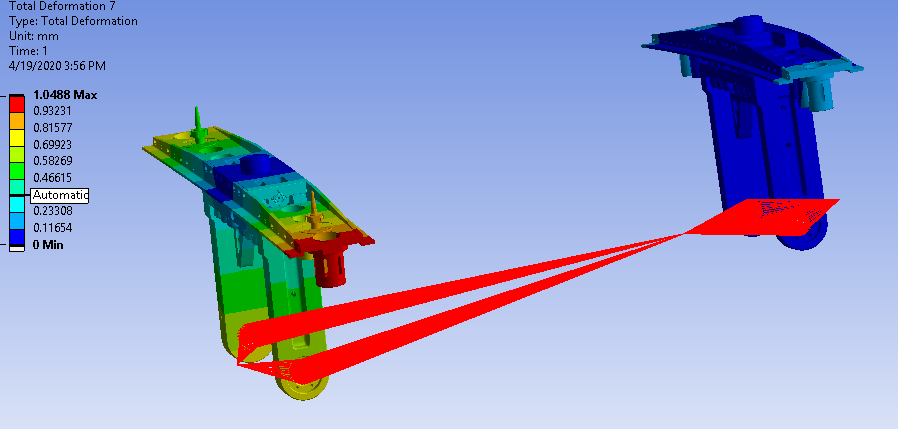 Total Deformation 7
Type: Total Deformation
Unit: mm
Time: 1
4/19/2020 3:56 PM
1.0488 Max
0.93231
0.81577
0.69923
0.58269
0.46615
Automatic
0.23308
0.11654
0 Min